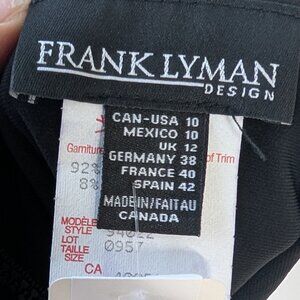 FRANK LYMAN
DESIGN
CAN-USA 10
MEXICO 10
UK 12
GERMANY 38
FRANCE 40
SPAIN 42
MADE IN/FAIT AU
CANADA
Garniture
of Trim
92%
8%
MODÈLE
STYLE
LOT
0957
TAILLE
SIZE
CA